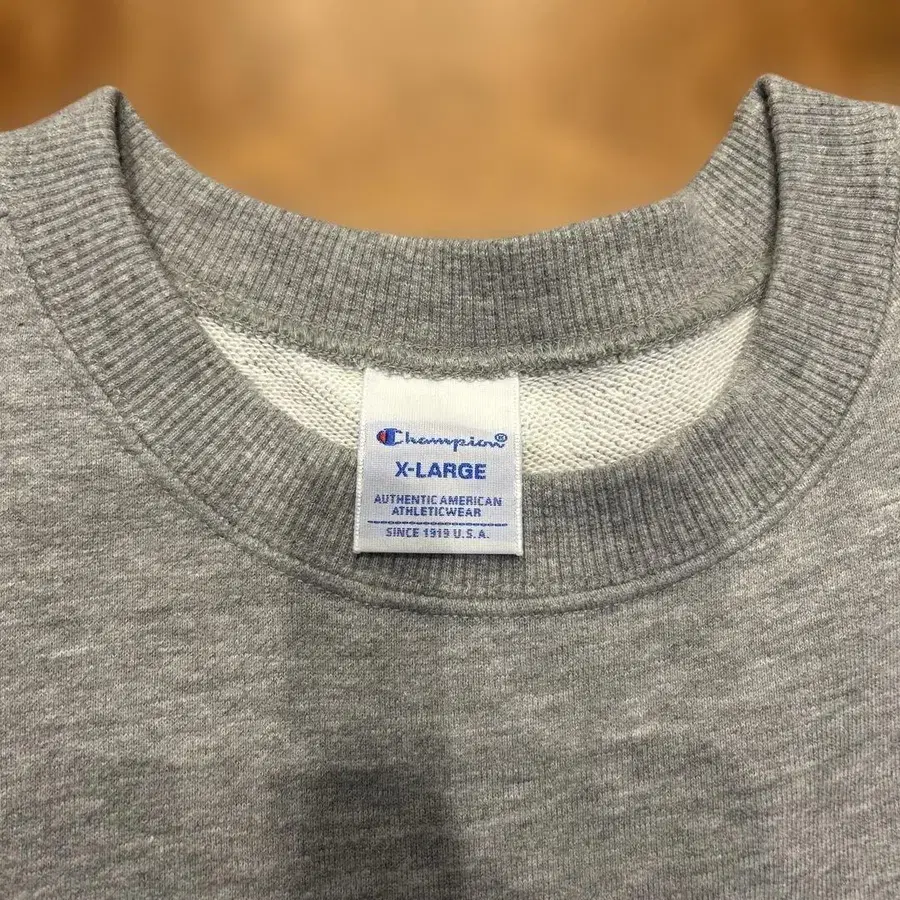 Champion®
X-LARGE
AUTHENTIC AMERICAN
ATHLETICWEAR
SINCE 1919 U.S.A.